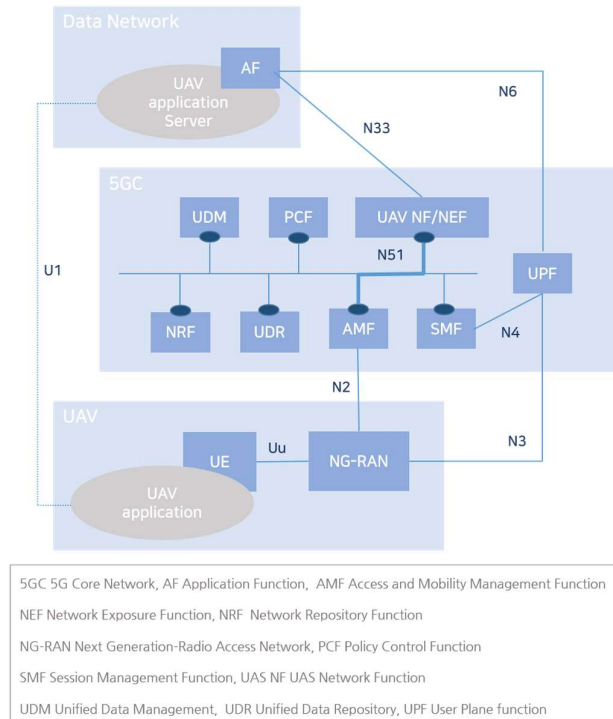 Data Network
AF
UAV
application
Server
N6
N33
5GC
UDM
PCF
UAV NF/NEF
N51
U1
UPF
NRF
UDR
AMF
SMF
N4
N2
UAV
N3
UE
Uu
NG-RAN
UAV
application
5GC 5G Core Network, AF Application Function, AMF Access and Mobility Management Function
NEF Network Exposure Function, NRF Network Repository Function
NG-RAN Next Generation-Radio Access Network, PCF Policy Control Function
SMF Session Management Function, UAS NF UAS Network Function
UDM Unified Data Management, UDR Unified Data Repository, UPF User Plane function